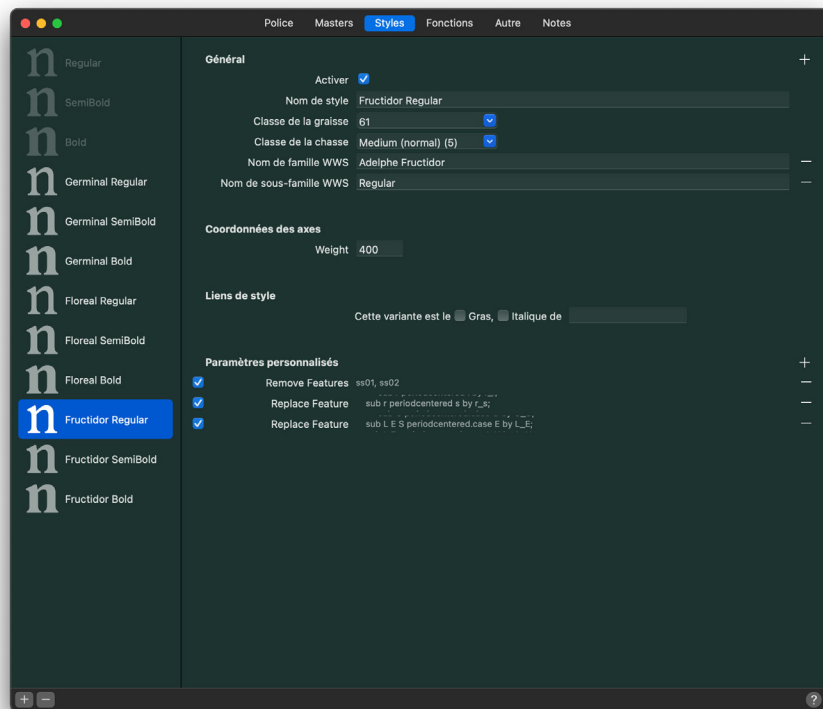 Police Masters Styles Fonctions Autre Notes
n Regular
n SemiBold
n Bold
n Germinal Regular
n Germinal SemiBold
n Germinal Bold
n Floreal Regular
n Floreal SemiBold
n Floreal Bold
n Fructidor Regular
n Fructidor SemiBold
n Fructidor Bold
Général
Activer
Nom de style Fructidor Regular
Classe de la graisse 61
Classe de la chasse Medium (normal) (5)
Nom de famille WWS Adelphe Fructidor
Nom de sous-famille WWS Regular
Coordonnées des axes
Weight 400
Liens de style
Cette variante est le Gras, Italique de
Paramètres personnalisés
Remove Features ss01, ss02
Replace Feature sub r periodcentered s by r_s;
Replace Feature sub L E S periodcentered.case E by L_E;
+ − ?